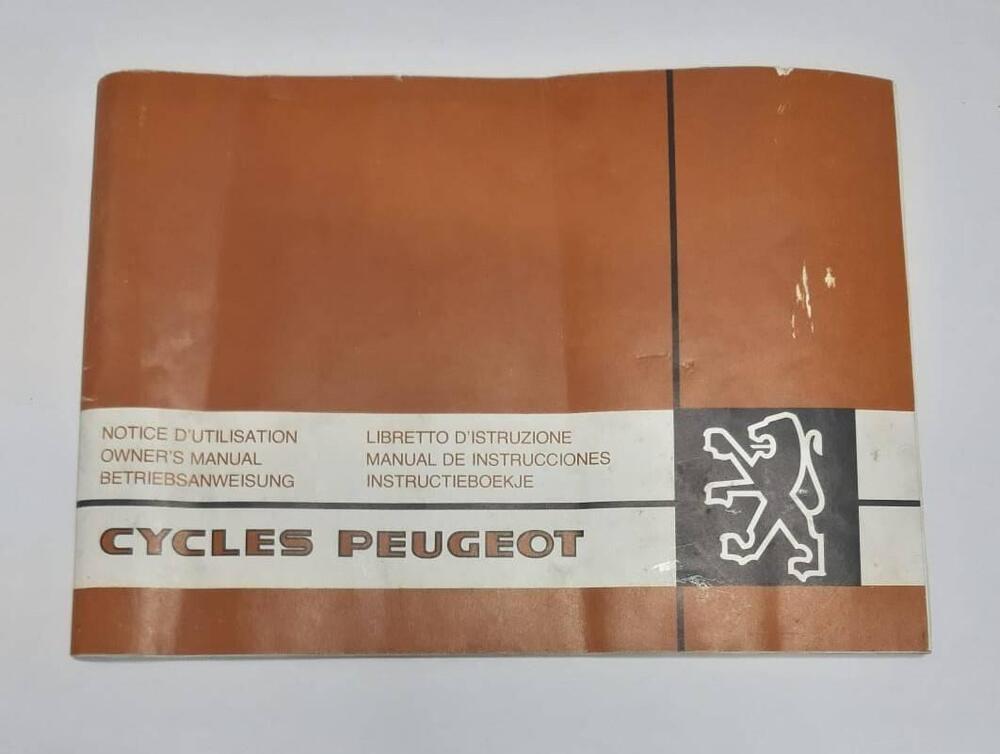 NOTICE D'UTILISATION
OWNER'S MANUAL
BETRIEBSANWEISUNG
LIBRETTO D'ISTRUZIONE
MANUAL DE INSTRUCCIONES
INSTRUCTIEBOEKJE
CYCLES PEUGEOT